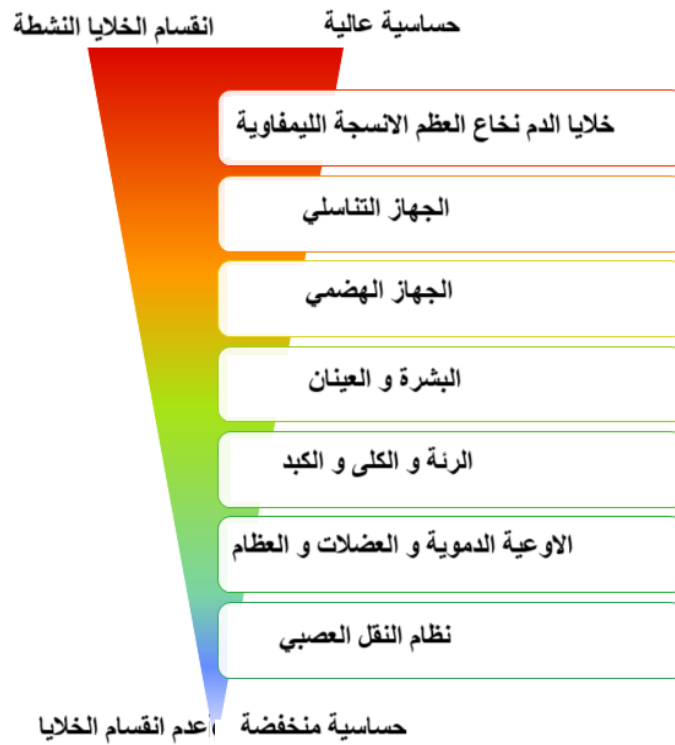 حساسية عالية
انقسام الخلايا النشطة
خلايا الدم نخاع العظم الانسجة الليمفاوية
الجهاز التناسلي
الجهاز الهضمي
البشرة و العينان
الرئة و الكلى و الكبد
الاوعية الدموية و العضلات و العظام
نظام النقل العصبي
حساسية منخفضة
عدم انقسام الخلايا